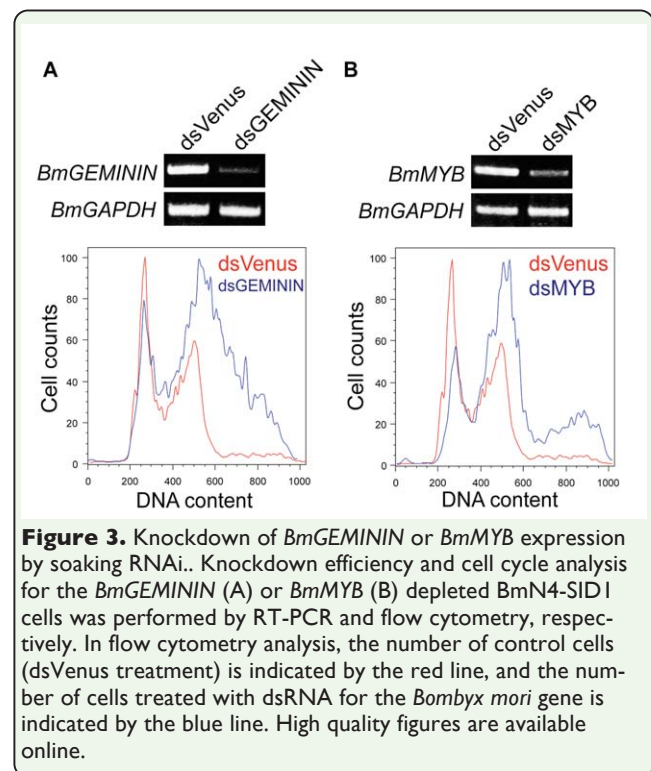 A
B
dsVenus
dsGEMININ
dsVenus
dsMYB
BmGEMININ
BmMYB
BmGAPDH
BmGAPDH
100
80
60
40
20
0
Cell counts
dsVenus
dsGEMININ
0 200 400 600 800 1000
DNA content
100
80
60
40
20
0
Cell counts
dsVenus
dsMYB
0 200 400 600 800 1000
DNA content
Figure 3. Knockdown of BmGEMININ or BmMYB expression
by soaking RNAi.. Knockdown efficiency and cell cycle analysis
for the BmGEMININ (A) or BmMYB (B) depleted BmN4-SID1
cells was performed by RT-PCR and flow cytometry, respec-
tively. In flow cytometry analysis, the number of control cells
(dsVenus treatment) is indicated by the red line, and the num-
ber of cells treated with dsRNA for the Bombyx mori gene is
indicated by the blue line. High quality figures are available
online.